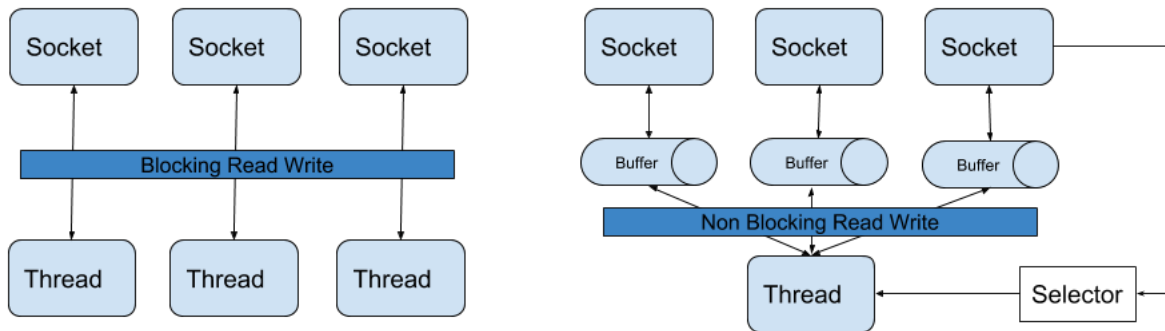 Socket
Socket
Socket
Blocking Read Write
Thread
Thread
Thread
Socket
Socket
Socket
Buffer
Buffer
Buffer
Non Blocking Read Write
Thread
Selector